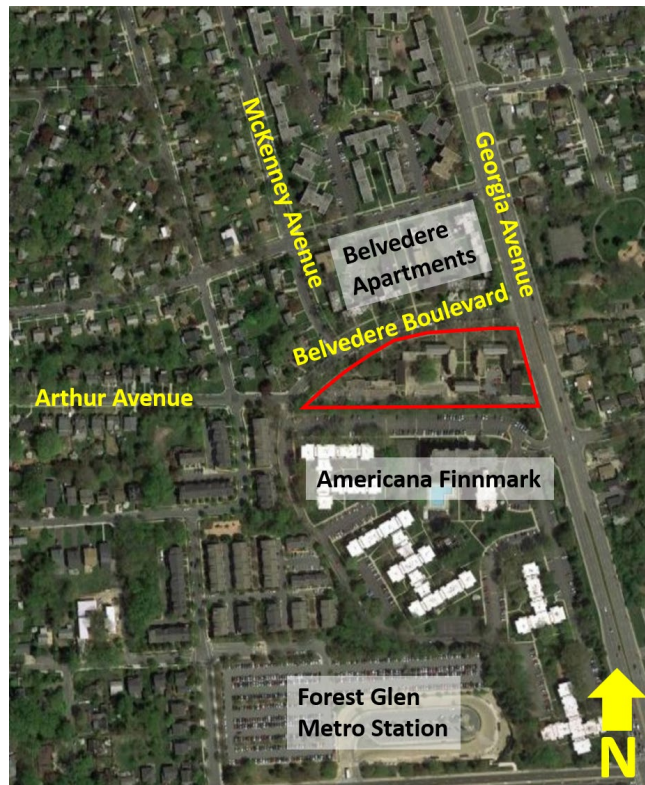 McKenney Avenue
Georgia Avenue
Belvedere
Apartments
Belvedere Boulevard
Arthur Avenue
Americana Finnmark
Forest Glen
Metro Station
N